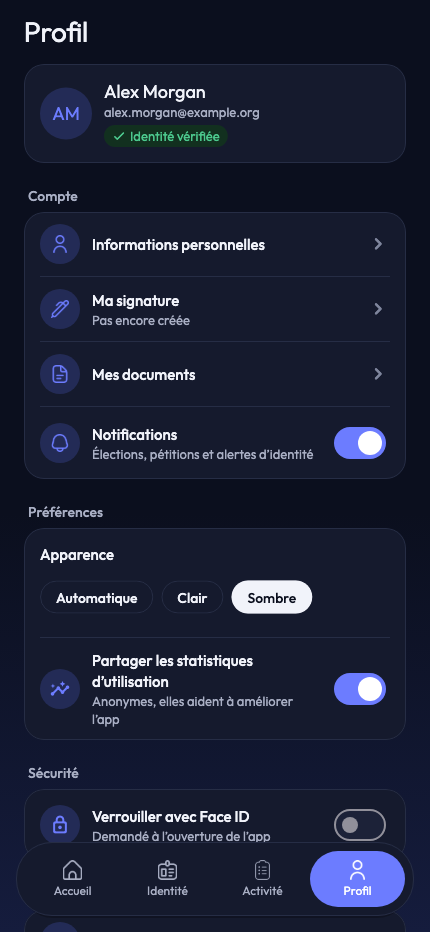 Profil
AM
Alex Morgan
alex.morgan@example.org
Identité vérifiée
Compte
Informations personnelles
Ma signature
Pas encore créée
Mes documents
Notifications
Élections, pétitions et alertes d’identité
Préférences
Apparence
Automatique
Clair
Sombre
Partager les statistiques
d’utilisation
Anonymes, elles aident à améliorer
l’app
Sécurité
Verrouiller avec Face ID
Demandé à l’ouverture de l’app
Accueil
Identité
Activité
Profil